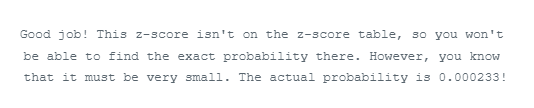 Good job! This z-score isn't on the z-score table, so you won't
be able to find the exact probability there. However, you know
that it must be very small. The actual probability is 0.000233!